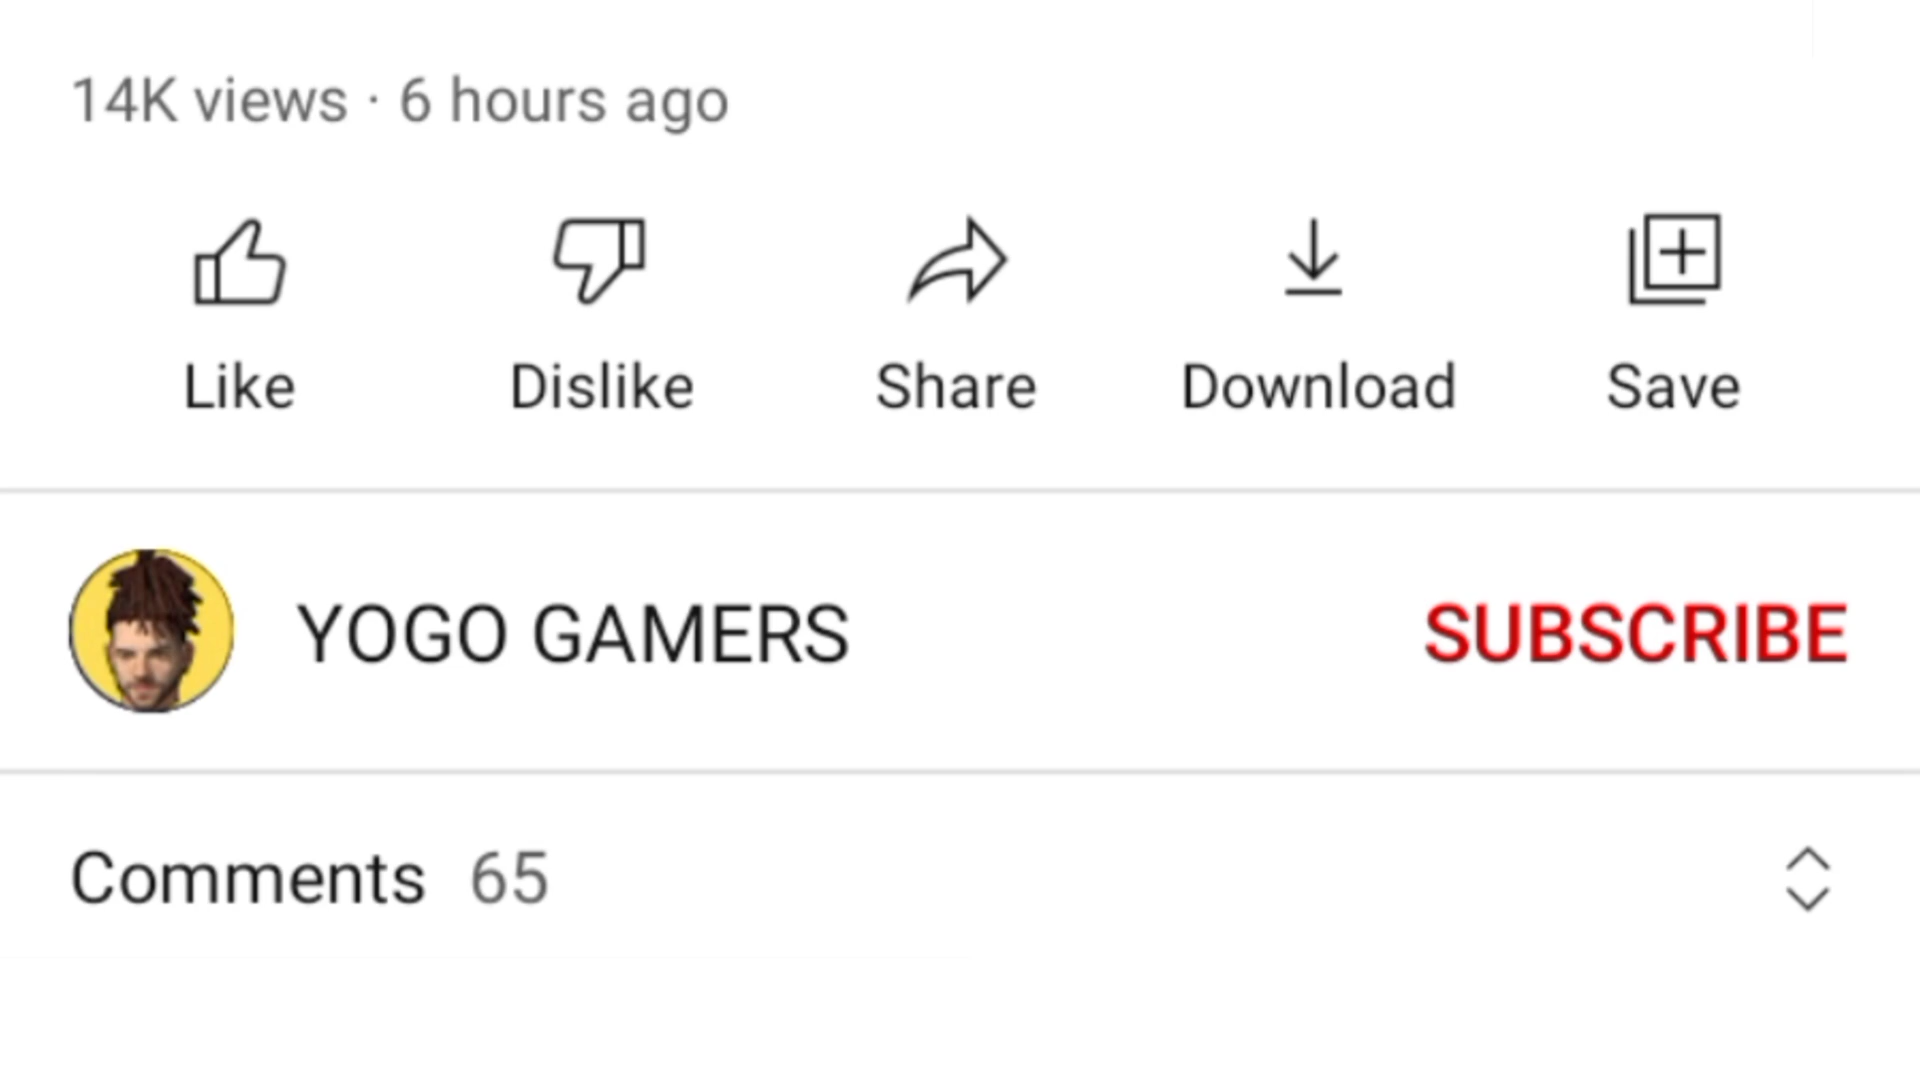 14K views · 6 hours ago
Like Dislike Share Download Save
YOGO GAMERS SUBSCRIBE
Comments 65